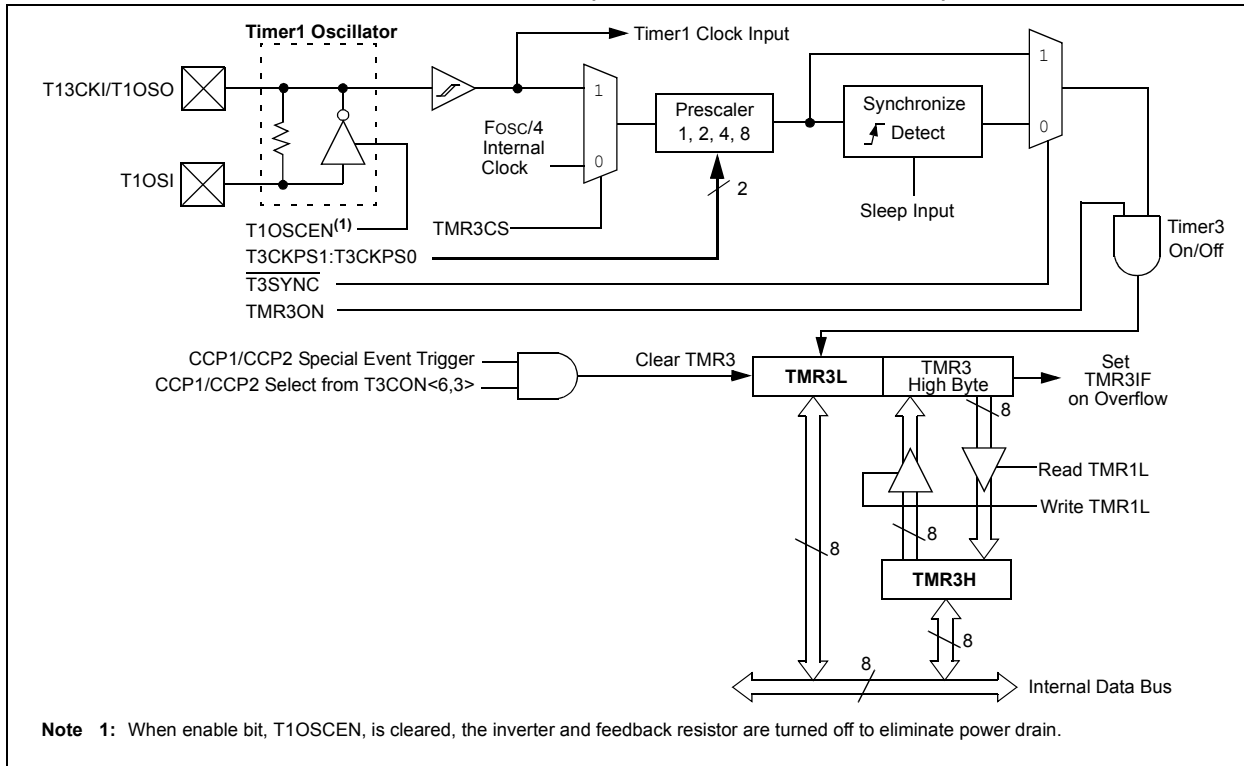 Timer1 Oscillator
Timer1 Clock Input
T13CKI/T1OSO
T1OSI
1
0
FOSC/4
Internal
Clock
Prescaler
1, 2, 4, 8
2
Synchronize
Detect
Sleep Input
1
0
Timer3
On/Off
T1OSCEN(1)
TMR3CS
T3CKPS1:T3CKPS0
T3SYNC
TMR3ON
CCP1/CCP2 Special Event Trigger
CCP1/CCP2 Select from T3CON<6,3>
Clear TMR3
TMR3L
TMR3
High Byte
Set
TMR3IF
on Overflow
8
Read TMR1L
Write TMR1L
8
8
TMR3H
8
8
Internal Data Bus
Note 1: When enable bit, T1OSCEN, is cleared, the inverter and feedback resistor are turned off to eliminate power drain.